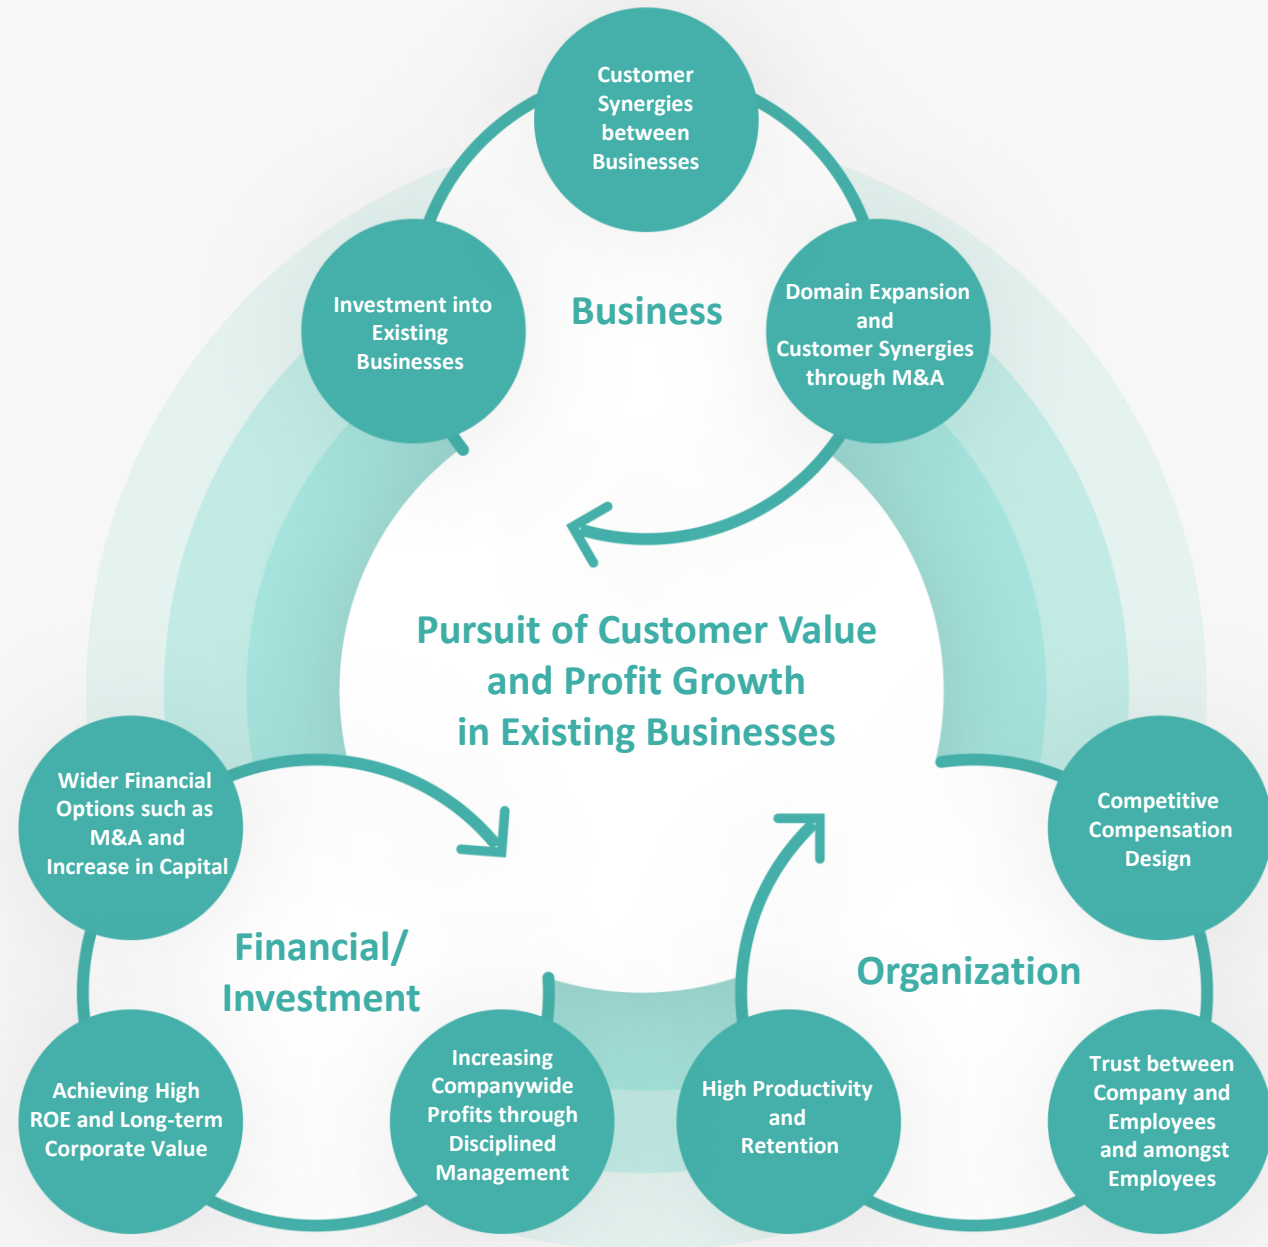 Customer
Synergies
between
Businesses
Investment into
Existing
Businesses
Business
Domain Expansion
and
Customer Synergies
through M&A
Pursuit of Customer Value
and Profit Growth
in Existing Businesses
Wider Financial
Options such as
M&A and
Increase in Capital
Financial/
Investment
Achieving High
ROE and Long-term
Corporate Value
Increasing
Companywide
Profits through
Disciplined
Management
Competitive
Compensation
Design
Organization
High Productivity
and
Retention
Trust between
Company and
Employees
and amongst
Employees